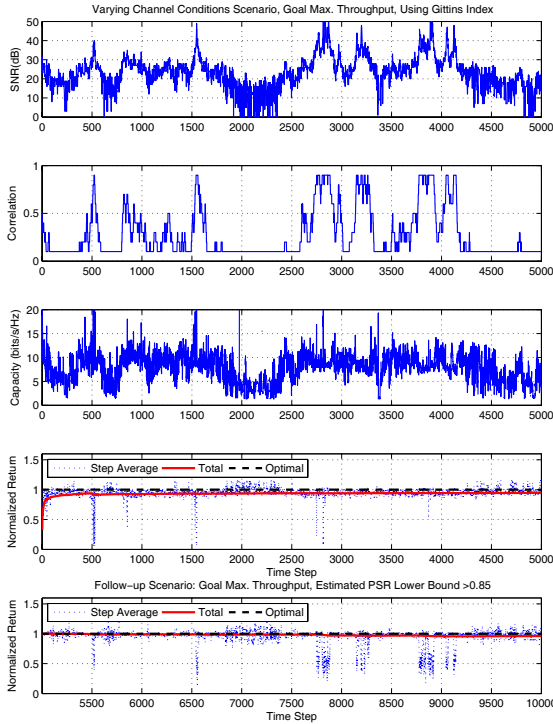 Varying Channel Conditions Scenario, Goal Max. Throughput, Using Gittins Index
SNR(dB)
50
40
30
20
10
0
0 500 1000 1500 2000 2500 3000 3500 4000 4500 5000
Correlation
1
0.5
0
0 500 1000 1500 2000 2500 3000 3500 4000 4500 5000
Capacity (bits/s/Hz)
20
15
10
5
0
0 500 1000 1500 2000 2500 3000 3500 4000 4500 5000
Normalized Return
1.5
1
0.5
0
Step Average Total Optimal
0 500 1000 1500 2000 2500 3000 3500 4000 4500 5000
Time Step
Follow−up Scenario: Goal Max. Throughput, Estimated PSR Lower Bound >0.85
Normalized Return
1.5
1
0.5
0
Step Average Total Optimal
5500 6000 6500 7000 7500 8000 8500 9000 9500 10000
Time Step